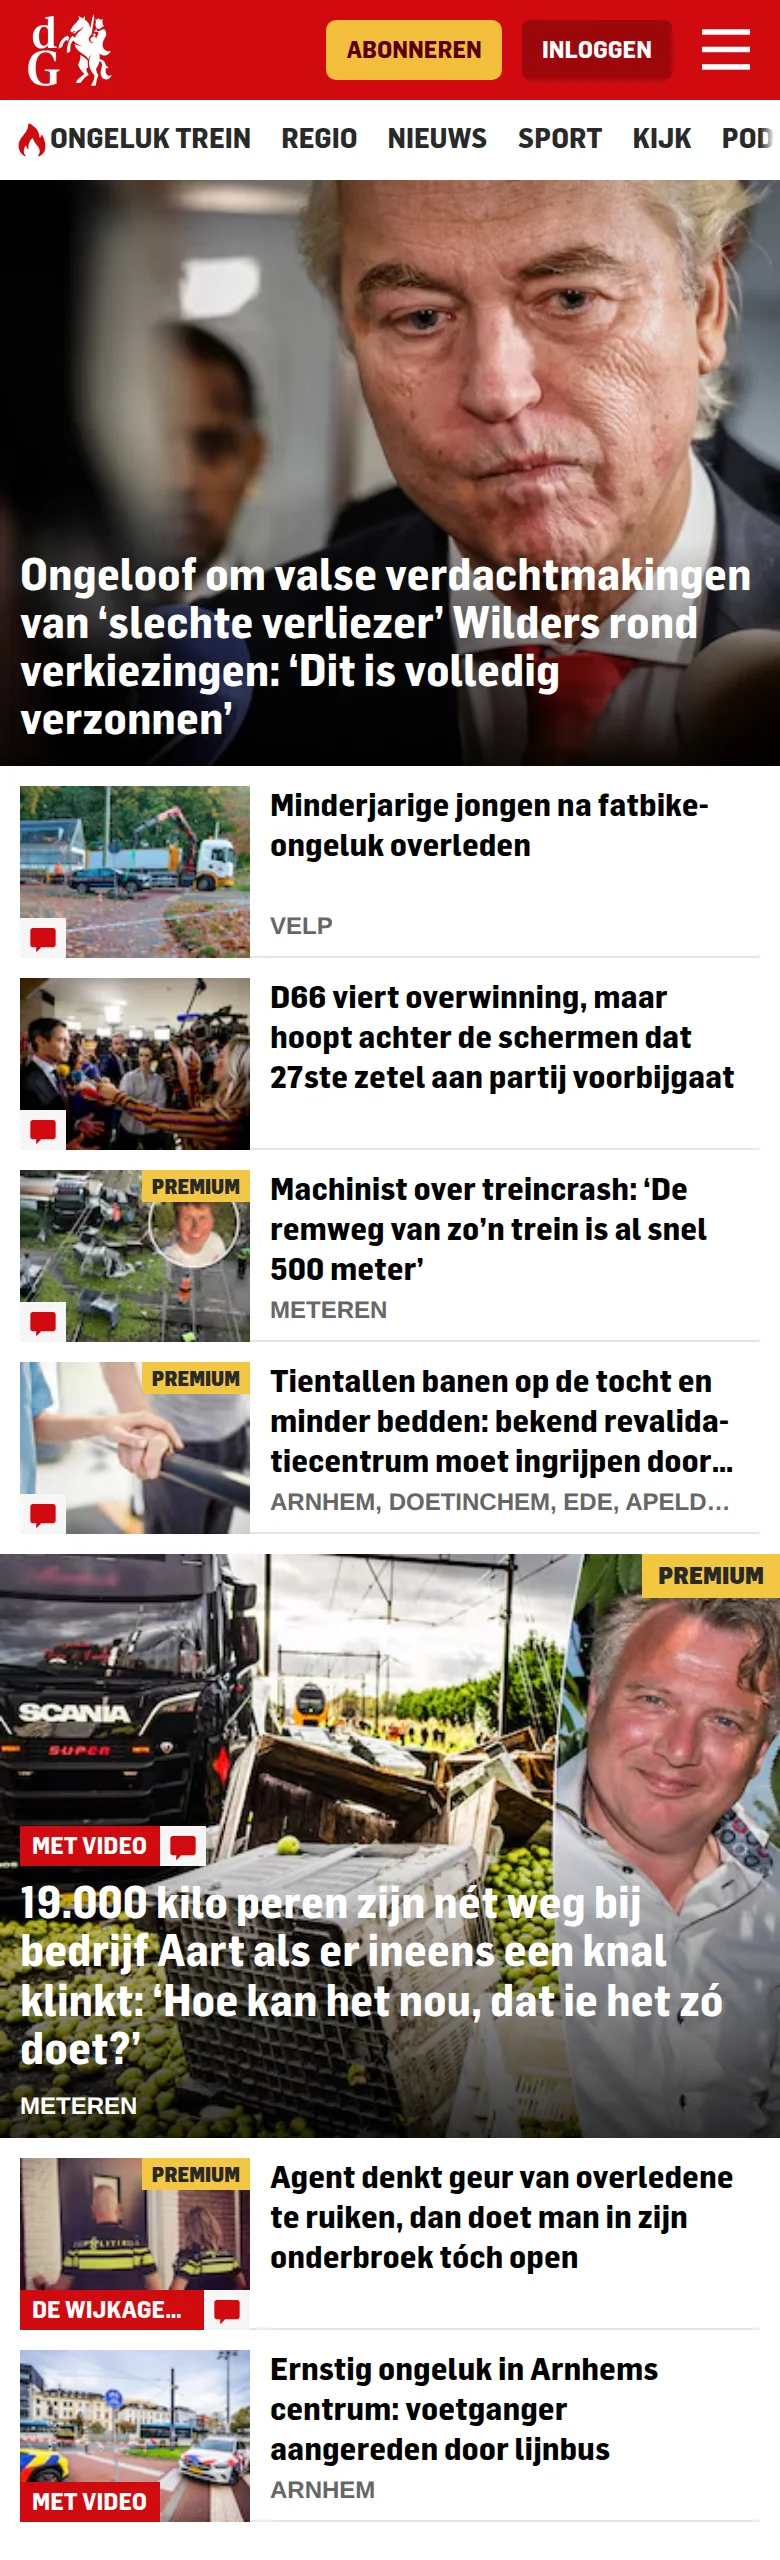 dG
ABONNEREN
INLOGGEN
ONGELUK TREIN REGIO NIEUWS SPORT KIJK POD
Ongeloof om valse verdachtmakingen
van ‘slechte verliezer’ Wilders rond
verkiezingen: ‘Dit is volledig
verzonnen’
Minderjarige jongen na fatbike-
ongeluk overleden
VELP
D66 viert overwinning, maar
hoopt achter de schermen dat
27ste zetel aan partij voorbijgaat
PREMIUM
Machinist over treincrash: ‘De
remweg van zo’n trein is al snel
500 meter’
METEREN
PREMIUM
Tientallen banen op de tocht en
minder bedden: bekend revalida-
tiecentrum moet ingrijpen door...
ARNHEM, DOETINCHEM, EDE, APELD...
PREMIUM
SCANIA
SUPER
MET VIDEO
19.000 kilo peren zijn nét weg bij
bedrijf Aart als er ineens een knal
klinkt: ‘Hoe kan het nou, dat ie het zó
doet?’
METEREN
PREMIUM
POLITIE
DE WIJKAGE...
Agent denkt geur van overledene
te ruiken, dan doet man in zijn
onderbroek tóch open
Ernstig ongeluk in Arnhems
centrum: voetganger
aangereden door lijnbus
ARNHEM
MET VIDEO